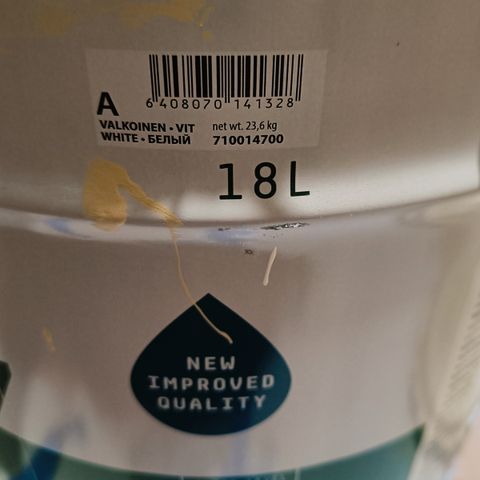 6 408070 141328
A
VALKOINEN • VIT net wt. 23,6 kg
WHITE • БЕЛЫЙ 710014700
18L
NEW
IMPROVED
QUALITY